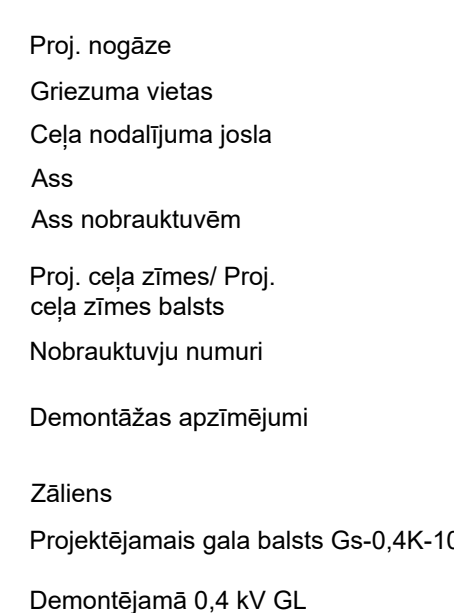 Proj. nogāze
Griezuma vietas
Ceļa nodalījuma josla
Ass
Ass nobrauktuvēm
Proj. ceļa zīmes/ Proj.
ceļa zīmes balsts
Nobrauktuvju numuri
Demontāžas apzīmējumi
Zāliens
Projektējamais gala balsts Gs-0,4K-10
Demontējamā 0,4 kV GL